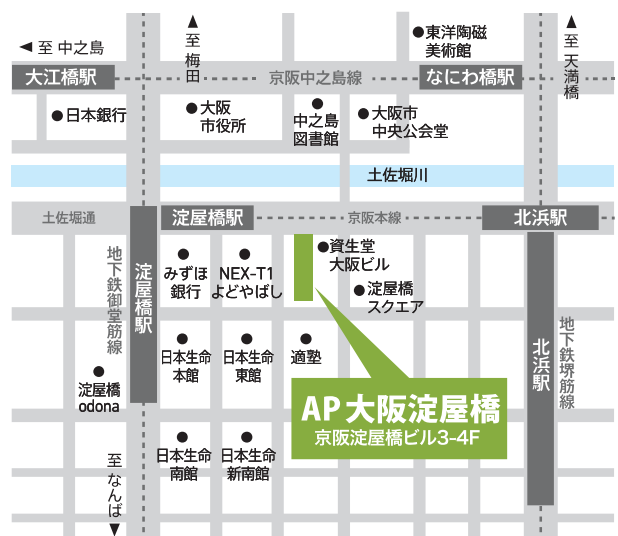 至 中之島
至 梅田
東洋陶磁
美術館
至 天満橋
大江橋駅
京阪中之島線
なにわ橋駅
日本銀行
大阪
市役所
中之島
図書館
大阪市
中央公会堂
土佐堀川
土佐堀通
淀屋橋駅
京阪本線
北浜駅
地下鉄御堂筋線
淀屋橋駅
みずほ
銀行
NEX-T1
よどやばし
資生堂
大阪ビル
淀屋橋
スクエア
日本生命
本館
日本生命
東館
適塾
北浜駅
地下鉄堺筋線
淀屋橋
odona
AP大阪淀屋橋
京阪淀屋橋ビル3-4F
日本生命
南館
日本生命
新南館
至 なんば